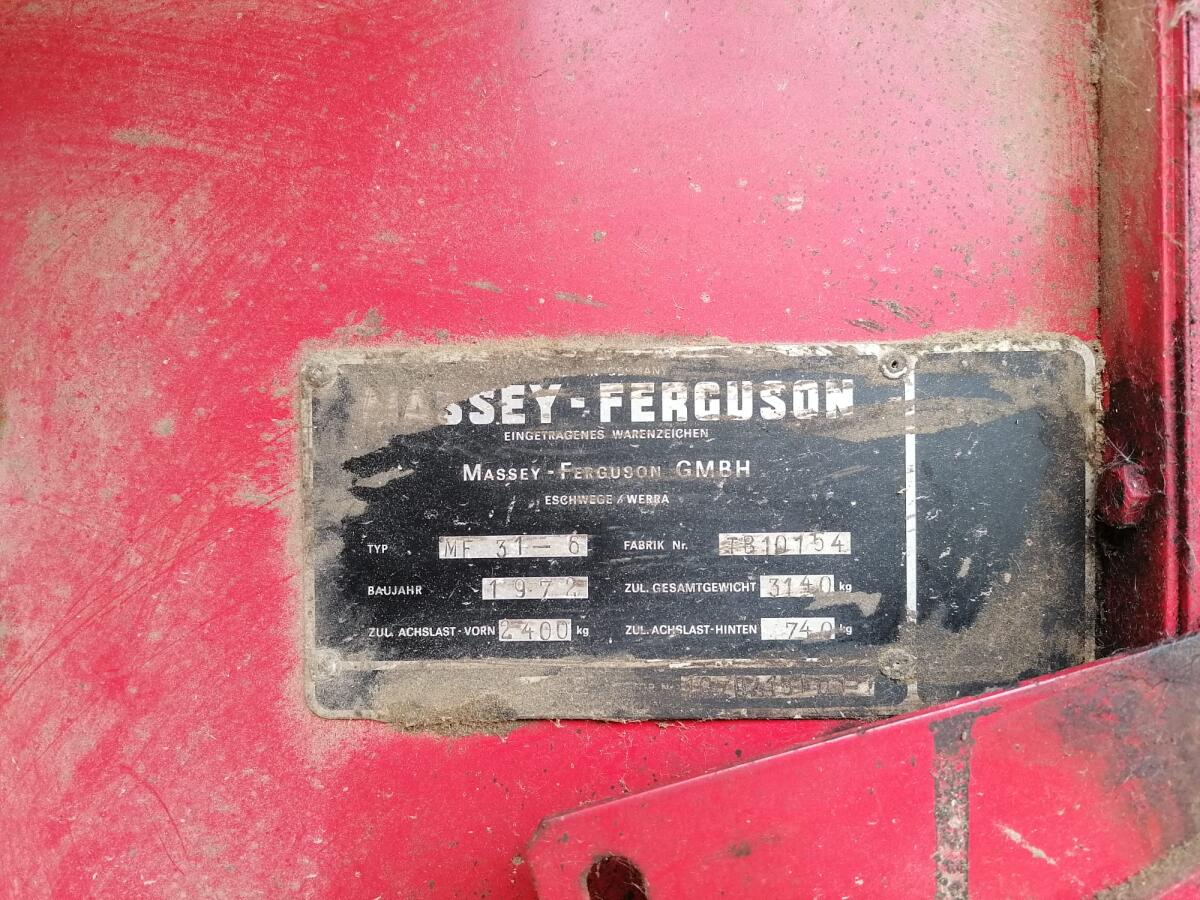 MASSEY-FERGUSON
EINGETRAGENES WARENZEICHEN
MASSEY-FERGUSON GMBH
ESCHWEGE/WERRA
TYP MF 31-6 FABRIK Nr. TB10154
BAUJAHR 1972 ZUL. GESAMTGEWICHT 3140 kg
ZUL. ACHSLAST-VORN 2400 kg ZUL. ACHSLAST-HINTEN 740 kg